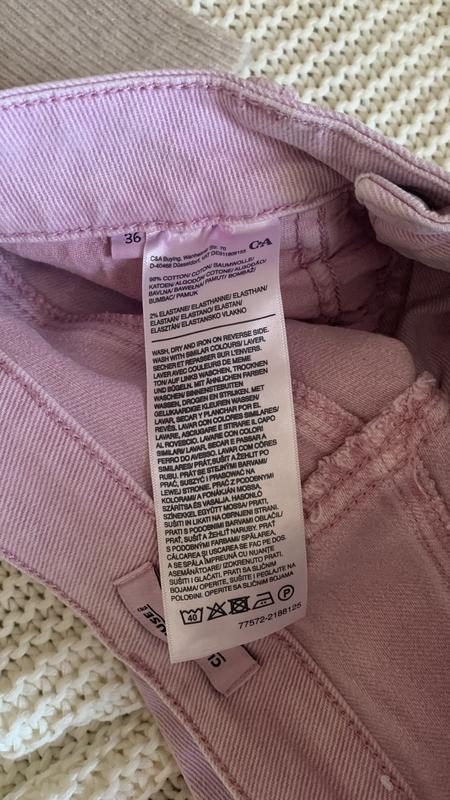 36
C&A
C&A Buying, Wanheimer Str. 70
D-40468 Düsseldorf, VAT DE811809155
98% COTTON/ COTON/ BAUMWOLLE/
KATOEN/ ALGODÓN/ COTONE/ ALGODÃO/
BAVLNA/ BAWEŁNA/ PAMUT/ BOMBAŽ/
BUMBAC/ PAMUK
2% ELASTANE/ ÉLASTHANNE/ ELASTHAN/
ELASTAAN/ ELASTANO/ ELASTAN/
ELASZTÁN/ ELASTANSKO VLAKNO
WASH, DRY AND IRON ON REVERSE SIDE.
WASH WITH SIMILAR COLOURS/ LAVER,
SÉCHER ET REPASSER SUR L'ENVERS.
LAVER AVEC COULEURS DE MÊME
TON/ AUF LINKS WASCHEN, TROCKNEN
UND BÜGELN. MIT ÄHNLICHEN FARBEN
WASCHEN/ BINNENSTEBUITEN
WASSEN, DROGEN EN STRIJKEN. MET
GELIJKAARDIGE KLEUREN WASSEN/
LAVAR, SECAR Y PLANCHAR POR EL
REVÉS. LAVAR CON COLORES SIMILARES/
LAVARE, ASCIUGARE E STIRARE IL CAPO
AL ROVESCIO. LAVARE CON COLORI
SIMILARI/ LAVAR, SECAR E PASSAR A
FERRO DO AVESSO. LAVAR COM CÔRES
SIMILARES/ PRÁT, SUŠIT A ŽEHLIT PO
RUBU. PRÁT SE STEJNÝMI BARVAMI/
PRAĆ, SUSZYĆ I PRASOWAĆ NA
LEWEJ STRONIE. PRAĆ Z PODOBNYMI
KOLORAMI/ A FONÁKJÁN MOSSA,
SZÁRÍTSA ÉS VASALJA. HASONLÓ
SZÍNEKKEL EGYÜTT MOSSA/ PRATI,
SUŠITI IN LIKATI NA OBRNJENI STRANI.
PRATI S PODOBNIMI BARVAMI OBLAČIL/
PRAŤ, SUŠIŤ A ŽEHLIŤ NARUBY. PRAŤ
S PODOBNÝMI FARBAMI/ SPĂLAREA,
CĂLCAREA ŞI USCAREA SE FAC PE DOS.
A SE SPĂLA ÎMPREUNĂ CU NUANŢE
ASEMĂNĂTOARE/ IZOKRENUTO PRATI,
SUŠITI I GLAČATI. PRATI SA SLIČNIM
BOJAMA/ OPERITE, SUŠITE I PEGLAJTE NA
POLOĐINI. OPERITE SA SLIČNIM BOJAMA
40
P
77572-2188125